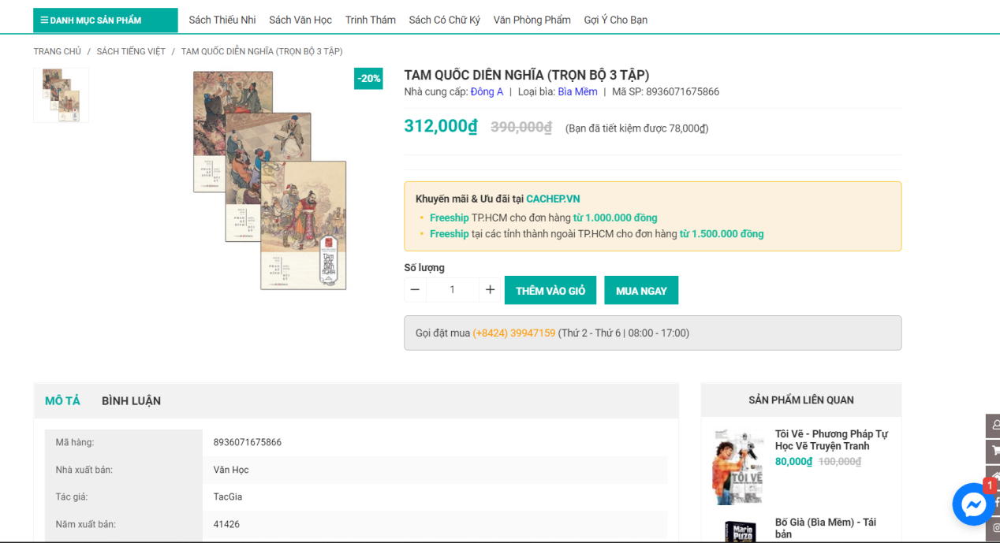 DANH MỤC SẢN PHẨM
Sách Thiếu Nhi
Sách Văn Học
Trinh Thám
Sách Có Chữ Ký
Văn Phòng Phẩm
Gợi Ý Cho Bạn
TRANG CHỦ / SÁCH TIẾNG VIỆT / TAM QUỐC DIỄN NGHĨA (TRỌN BỘ 3 TẬP)
-20%
TAM QUỐC DIỄN NGHĨA (TRỌN BỘ 3 TẬP)
Nhà cung cấp: Đông A | Loại bìa: Bìa Mềm | Mã SP: 8936071675866
312,000₫ 390,000₫ (Bạn đã tiết kiệm được 78,000₫)
Khuyến mãi & Ưu đãi tại CACHEP.VN
Freeship TP.HCM cho đơn hàng từ 1.000.000 đồng
Freeship tại các tỉnh thành ngoài TP.HCM cho đơn hàng từ 1.500.000 đồng
Số lượng
1
THÊM VÀO GIỎ
MUA NGAY
Gọi đặt mua (+8424) 39947159 (Thứ 2 - Thứ 6 | 08:00 - 17:00)
MÔ TẢ
BÌNH LUẬN
Mã hàng: 8936071675866
Nhà xuất bản: Văn Học
Tác giả: TacGia
Năm xuất bản: 41426
SẢN PHẨM LIÊN QUAN
TÔI VẼ
Tôi Vẽ - Phương Pháp Tự
Học Vẽ Truyện Tranh
80,000₫ 100,000₫
Mario
PUZO
Bố Già (Bìa Mềm) - Tái
bản
1